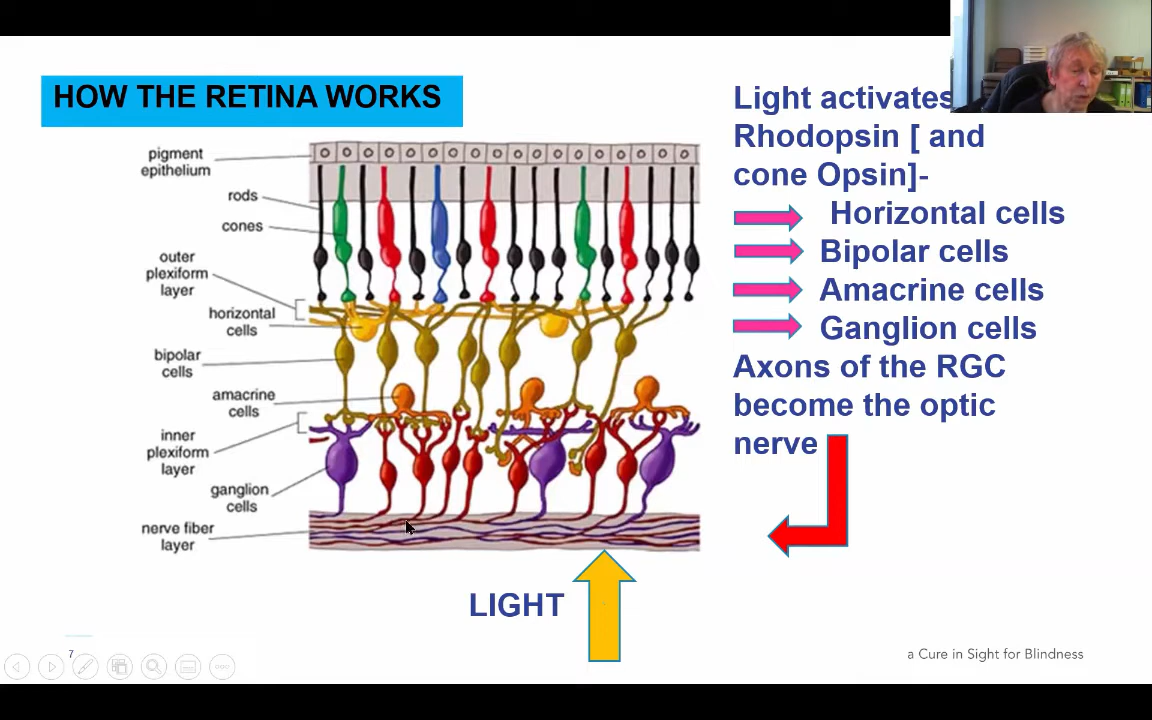 HOW THE RETINA WORKS
pigment
epithelium
rods
cones
outer
plexiform
layer
horizontal
cells
bipolar
cells
amacrine
cells
inner
plexiform
layer
ganglion
cells
nerve fiber
layer
LIGHT
Light activates
Rhodopsin [ and
cone Opsin]-
Horizontal cells
Bipolar cells
Amacrine cells
Ganglion cells
Axons of the RGC
become the optic
nerve
7
a Cure in Sight for Blindness